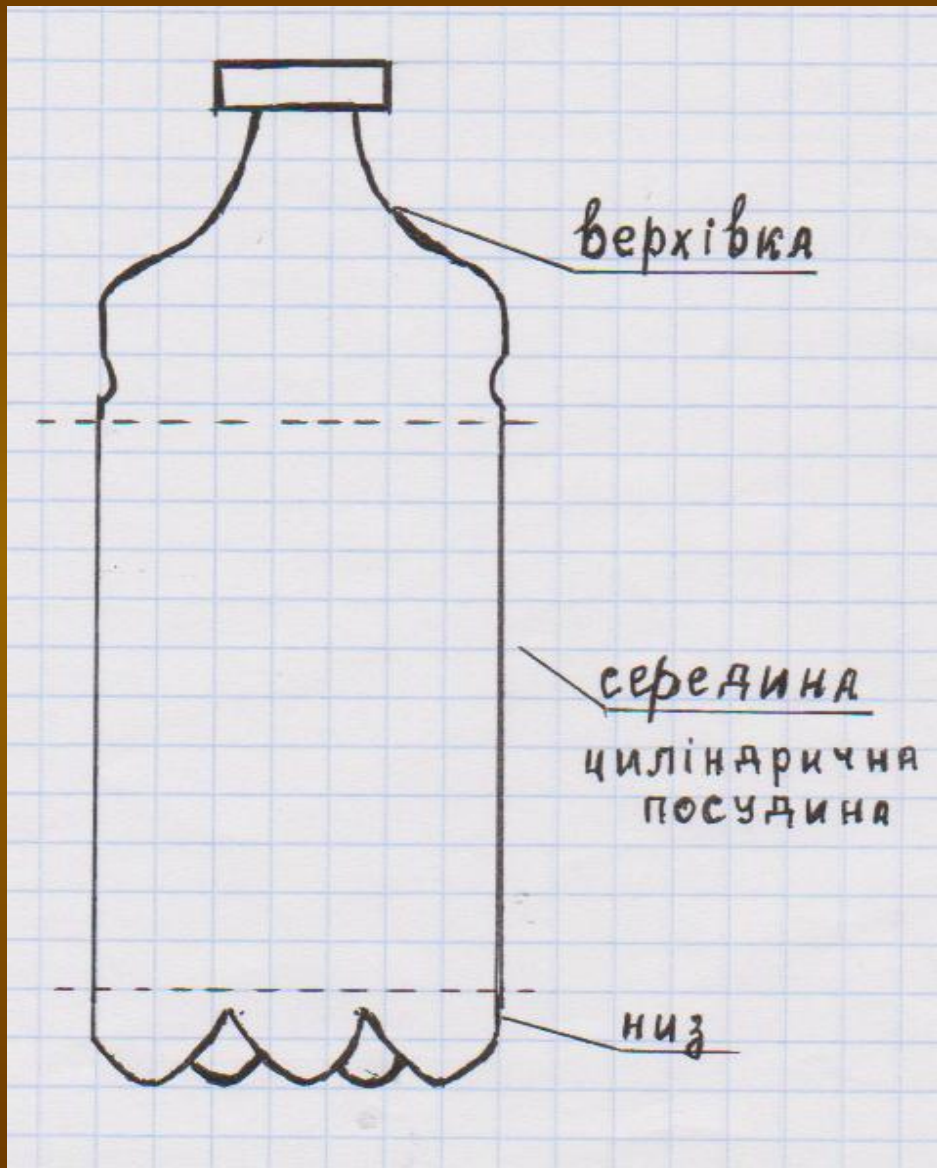 верхівка
середина
циліндрична
посудина
низ